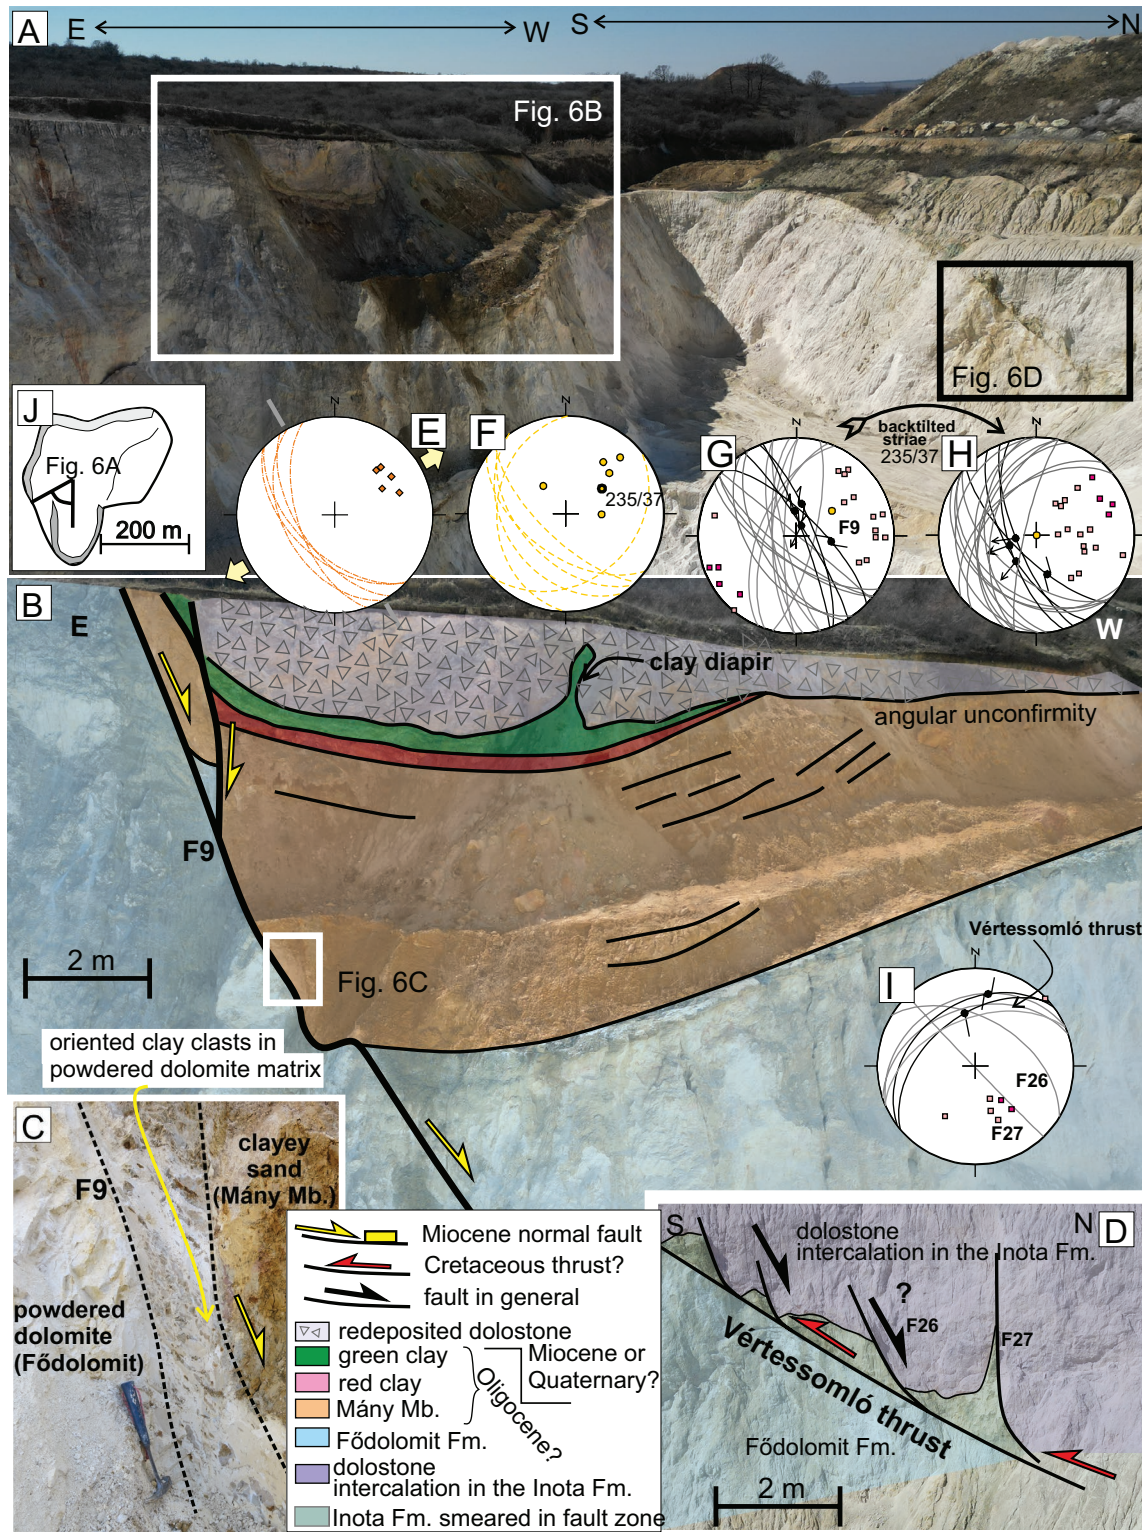 A
E
W
S
N
Fig. 6B
Fig. 6D
J
Fig. 6A
200 m
N
E
F
N
235/37
G
N
F9
backtilted
striae
235/37
H
N
B
E
W
clay diapir
angular unconfirmity
F9
2 m
Fig. 6C
oriented clay clasts in
powdered dolomite matrix
Vértessomló thrust
I
N
F26
F27
C
F9
clayey
sand
(Mány Mb.)
powdered
dolomite
(Fődolomit)
Miocene normal fault
Cretaceous thrust?
fault in general
redeposited dolostone
green clay
red clay
Mány Mb.
Oligocene?
Miocene or
Quaternary?
Fődolomit Fm.
dolostone
intercalation in the Inota Fm.
Inota Fm. smeared in fault zone
D
S
N
dolostone
intercalation in the Inota Fm.
?
F26
F27
Vértessomló thrust
Fődolomit Fm.
2 m